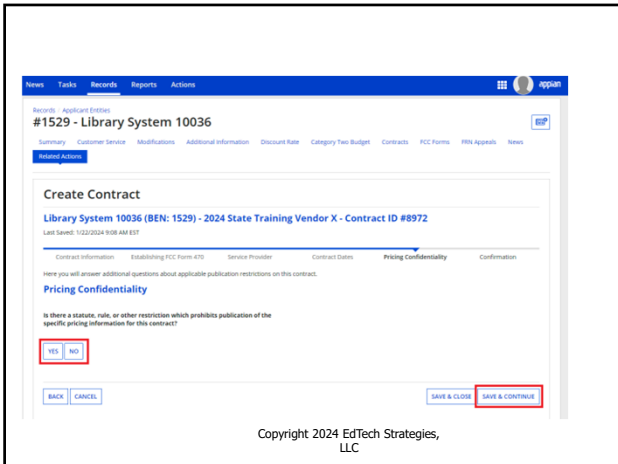 News Tasks Records Reports Actions appian
Records / Applicant Entities
#1529 - Library System 10036
Summary Customer Service Modifications Additional Information Discount Rate Category Two Budget Contracts FCC Forms FRN Appeals News
Related Actions
Create Contract
Library System 10036 (BEN: 1529) - 2024 State Training Vendor X - Contract ID #8972
Last Saved: 1/22/2024 9:08 AM EST
Contract Information Establishing FCC Form 470 Service Provider Contract Dates Pricing Confidentiality Confirmation
Here you will answer additional questions about applicable publication restrictions on this contract.
Pricing Confidentiality
Is there a statute, rule, or other restriction which prohibits publication of the
specific pricing information for this contract?
YES NO
BACK CANCEL SAVE & CLOSE SAVE & CONTINUE
Copyright 2024 EdTech Strategies,
LLC